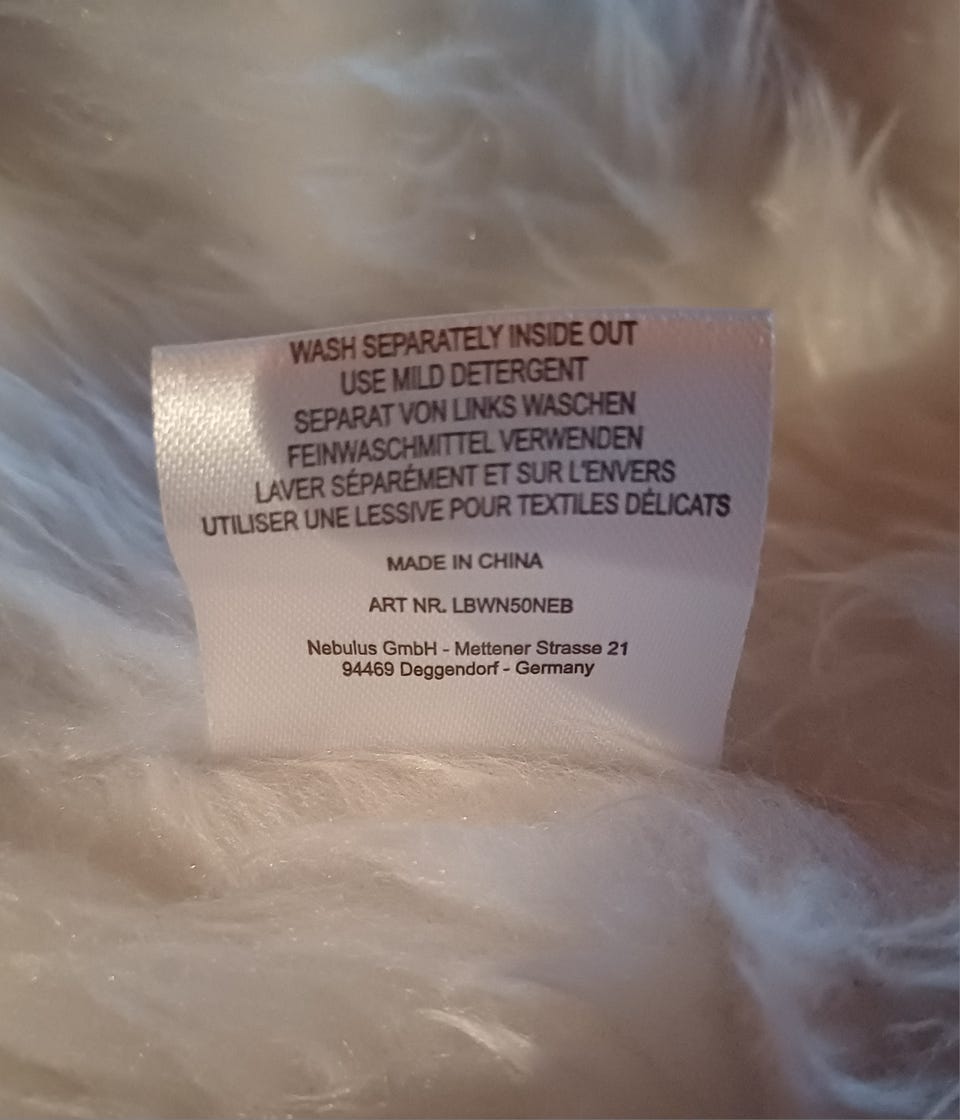 WASH SEPARATELY INSIDE OUT
USE MILD DETERGENT
SEPARAT VON LINKS WASCHEN
FEINWASCHMITTEL VERWENDEN
LAVER SÉPARÉMENT ET SUR L'ENVERS
UTILISER UNE LESSIVE POUR TEXTILES DÉLICATS
MADE IN CHINA
ART NR. LBWN50NEB
Nebulus GmbH - Mettener Strasse 21
94469 Deggendorf - Germany